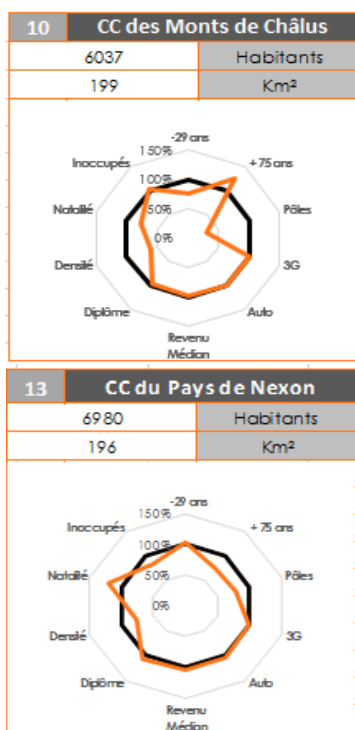 10 CC des Monts de Châlus
6037 Habitants
199 Km²
-29 ans
150%
Inoccupés +75 ans
100%
Natalité 50% Pôles
0%
Densité 3G
Diplôme Auto
Revenu
Médian
13 CC du Pays de Nexon
6980 Habitants
196 Km²
-29 ans
150%
Inoccupés +75 ans
100%
Natalité 50% Pôles
0%
Densité 3G
Diplôme Auto
Revenu
Médian